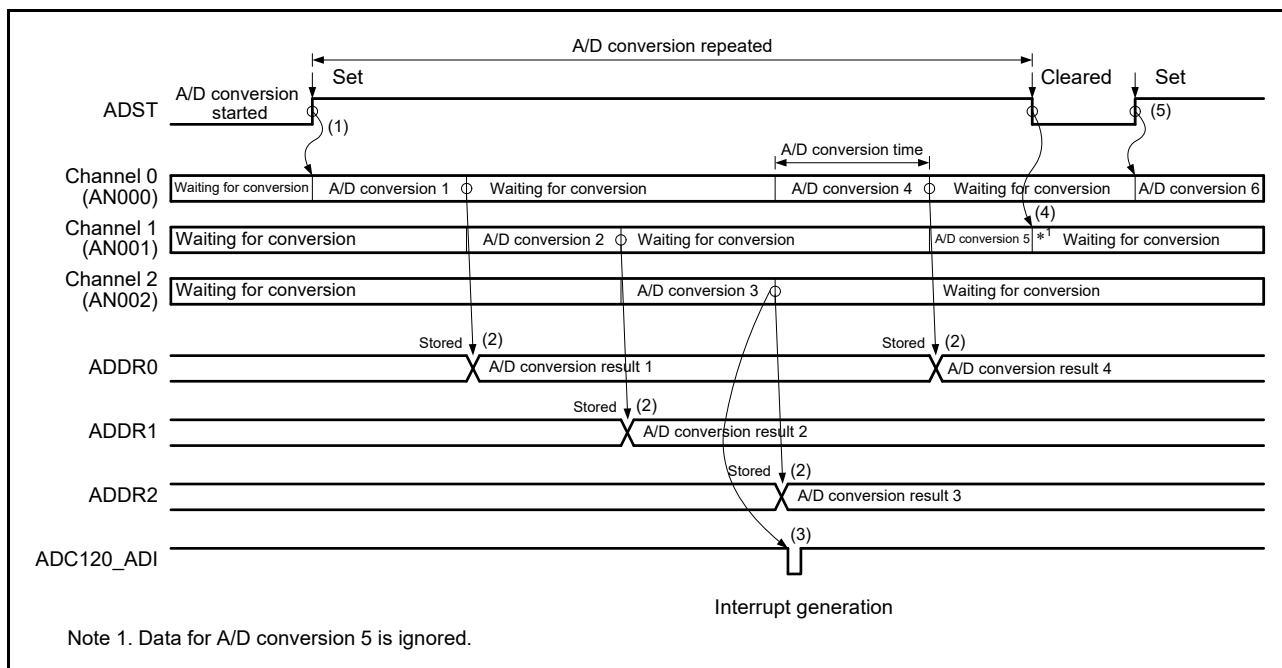 A/D conversion repeated
Set
Cleared
Set
A/D conversion
started
ADST
(1)
(5)
A/D conversion time
Channel 0
(AN000)
Waiting for conversion
A/D conversion 1
Waiting for conversion
A/D conversion 4
Waiting for conversion
A/D conversion 6
(4)
Channel 1
(AN001)
Waiting for conversion
A/D conversion 2
Waiting for conversion
A/D conversion 5
*1
Waiting for conversion
Channel 2
(AN002)
Waiting for conversion
A/D conversion 3
Waiting for conversion
Stored
(2)
Stored
(2)
ADDR0
A/D conversion result 1
A/D conversion result 4
Stored
(2)
ADDR1
A/D conversion result 2
Stored
(2)
ADDR2
A/D conversion result 3
(3)
ADC120_ADI
Interrupt generation
Note 1. Data for A/D conversion 5 is ignored.